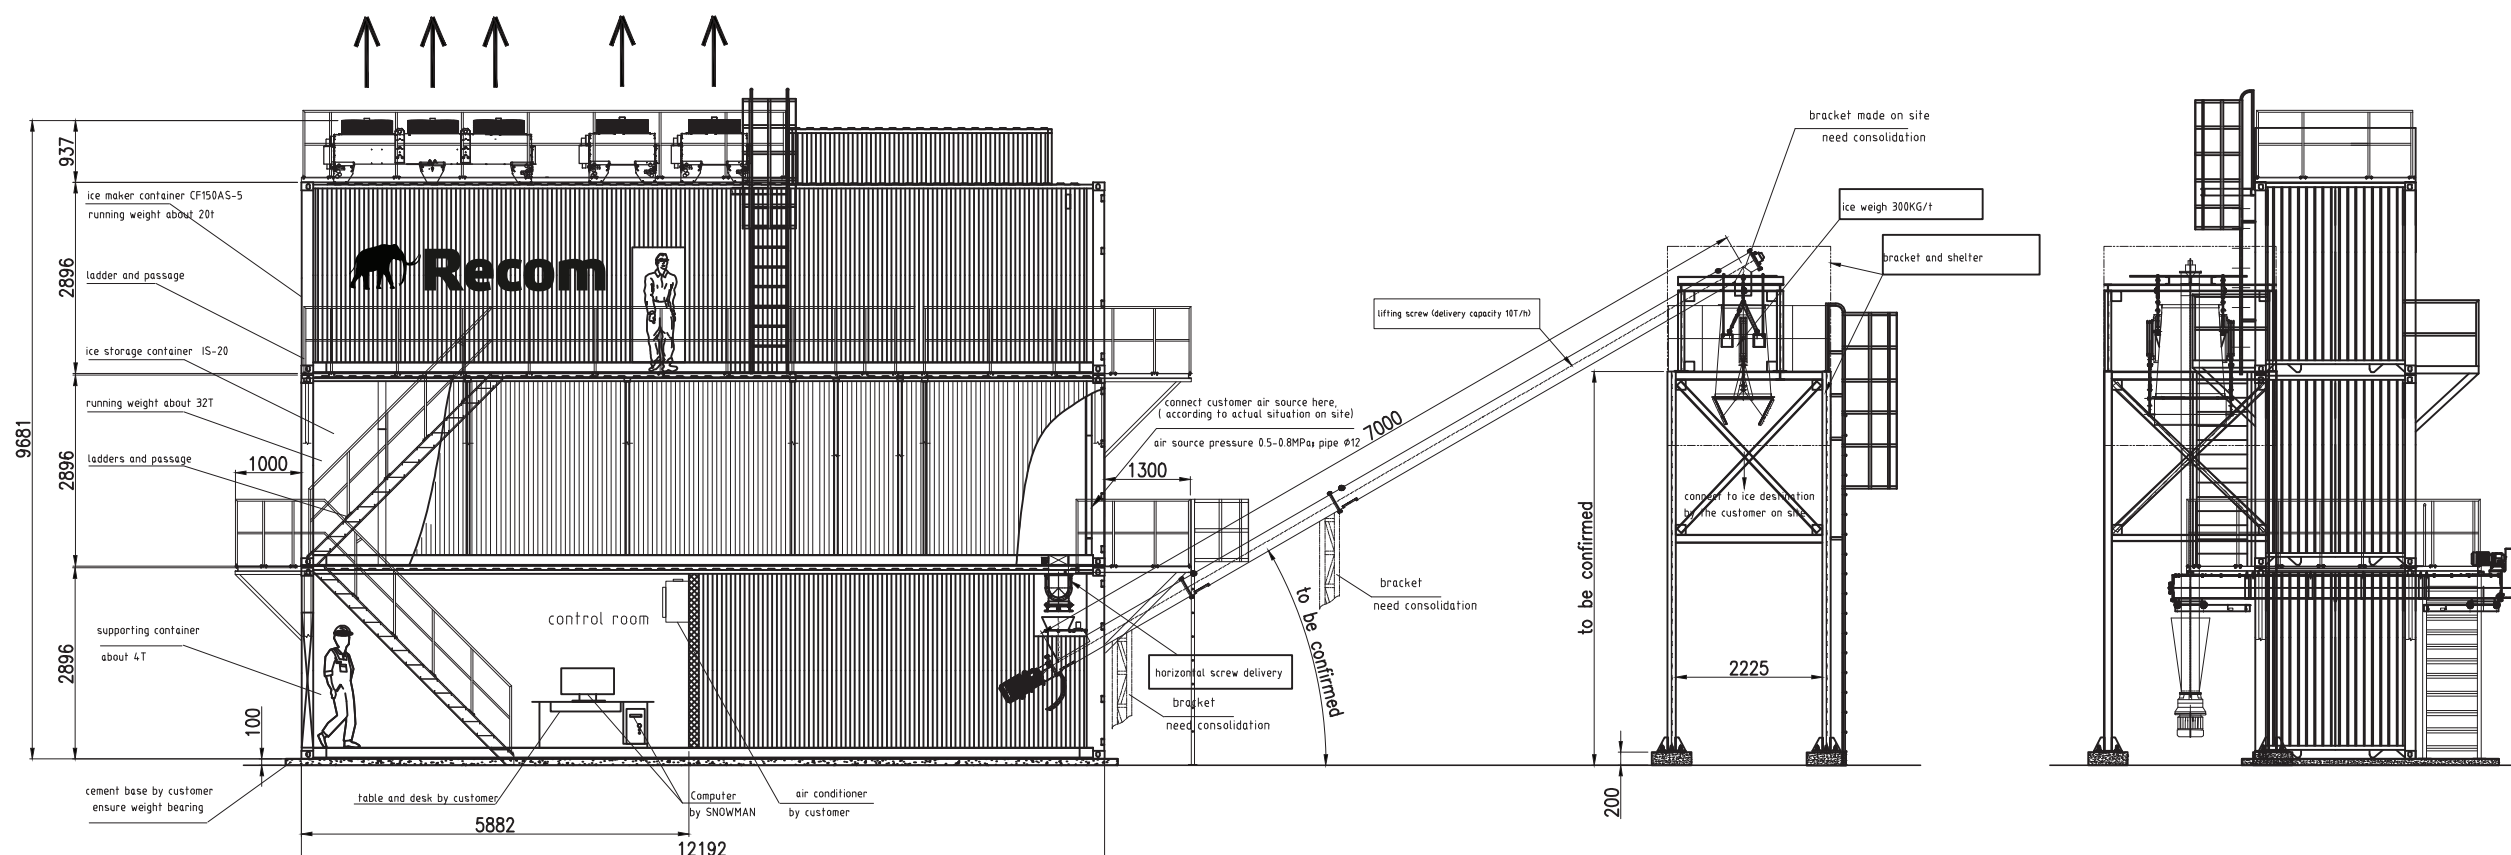 937
ice maker container CF150AS-5
running weight about 20t
2896
ladder and passage
ice storage container IS-20
running weight about 32T
9681
2896
ladders and passage
1000
Recom
connect customer air source here,
( according to actual situation on site)
air source pressure 0.5-0.8MPa; pipe ø12
7000
1300
control room
supporting container
about 4T
2896
100
horizontal screw delivery
bracket
need consolidation
bracket
need consolidation
to be confirmed
to be confirmed
cement base by customer
ensure weight bearing
table and desk by customer
Computer
by SNOWMAN
air conditioner
by customer
5882
12192
bracket made on site
need consolidation
ice weigh 300KG/t
bracket and shelter
lifting screw (delivery capacity 10T/h)
connect to ice destination
by the customer on site
2225
200